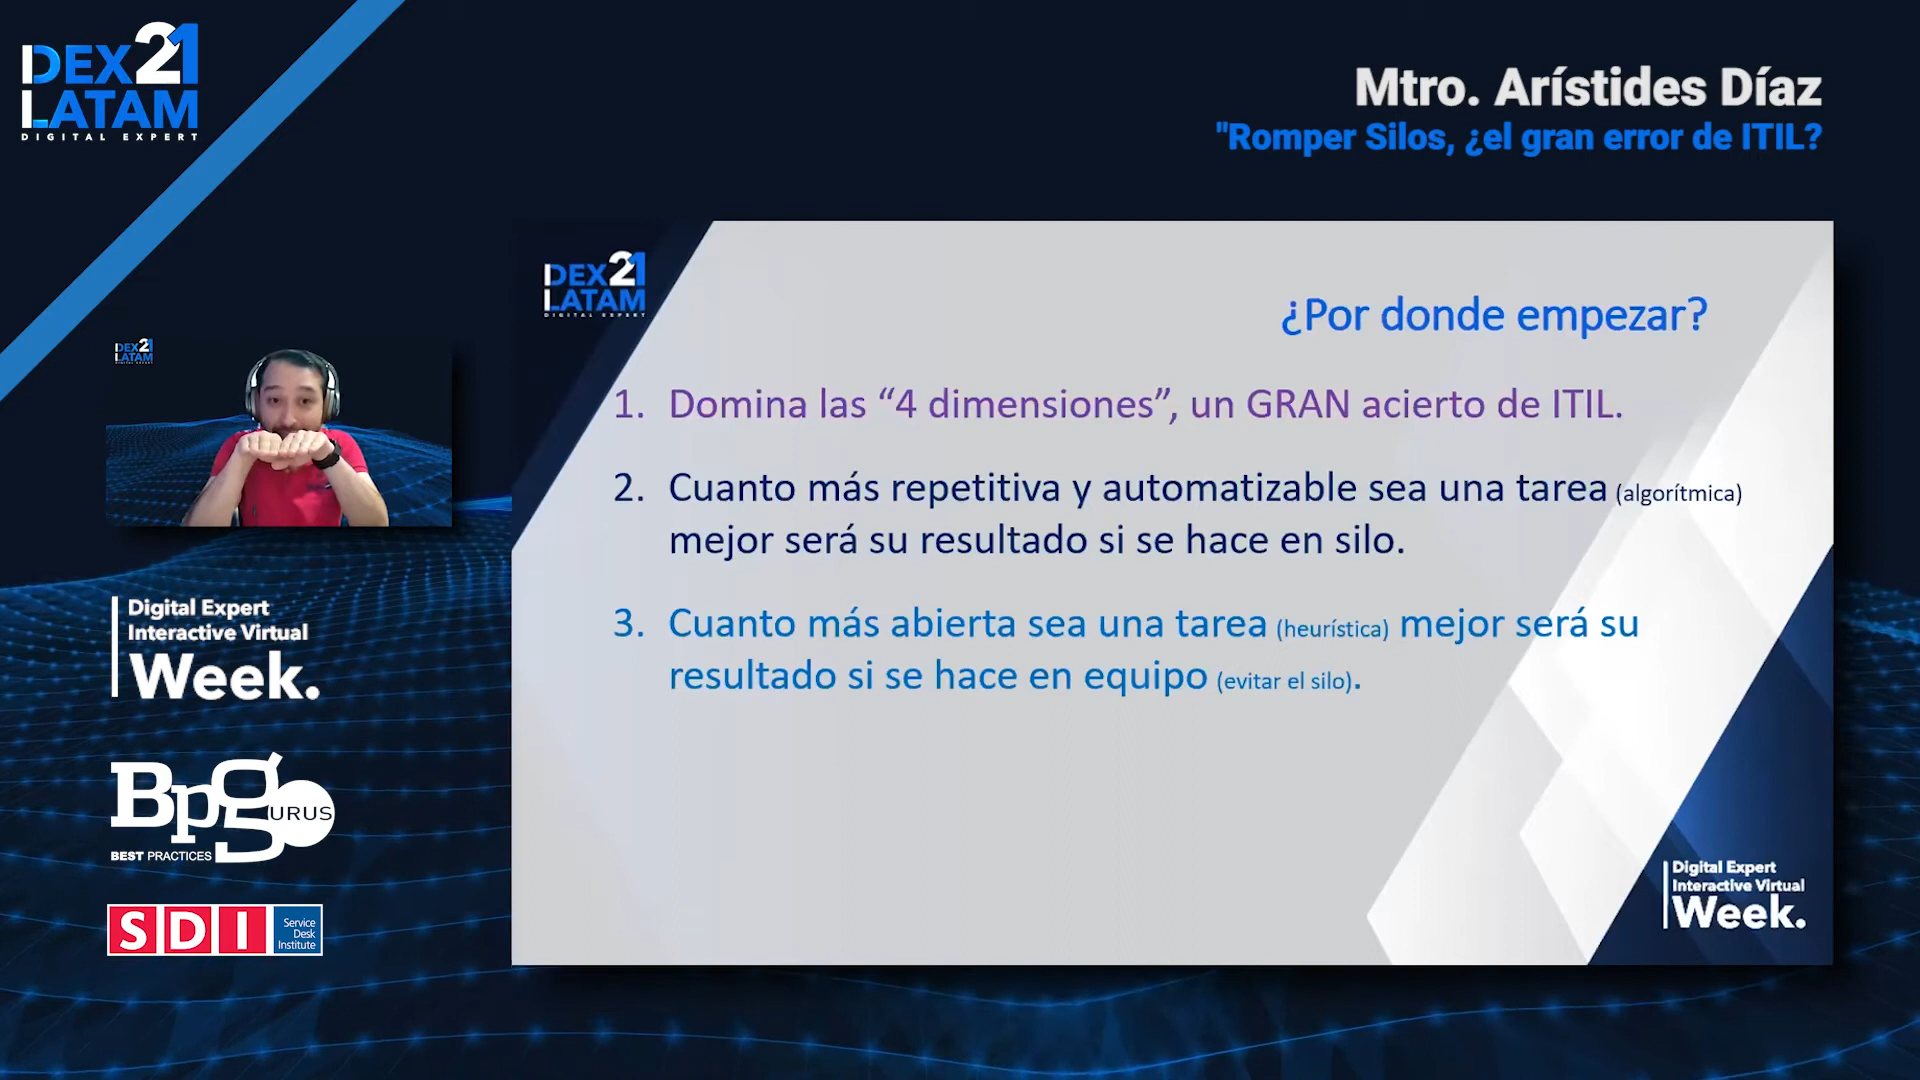 DEX21
LATAM
DIGITAL EXPERT
Mtro. Arístides Díaz
"Romper Silos, ¿el gran error de ITIL?
DEX21
LATAM
DIGITAL EXPERT
¿Por donde empezar?
1. Domina las “4 dimensiones”, un GRAN acierto de ITIL.
2. Cuanto más repetitiva y automatizable sea una tarea (algorítmica)
mejor será su resultado si se hace en silo.
3. Cuanto más abierta sea una tarea (heurística) mejor será su
resultado si se hace en equipo (evitar el silo).
Digital Expert
Interactive Virtual
Week.
DEX21
LATAM
Digital Expert
Interactive Virtual
Week.
Bpg
URUS
BEST PRACTICES
SDI
Service
Desk
Institute